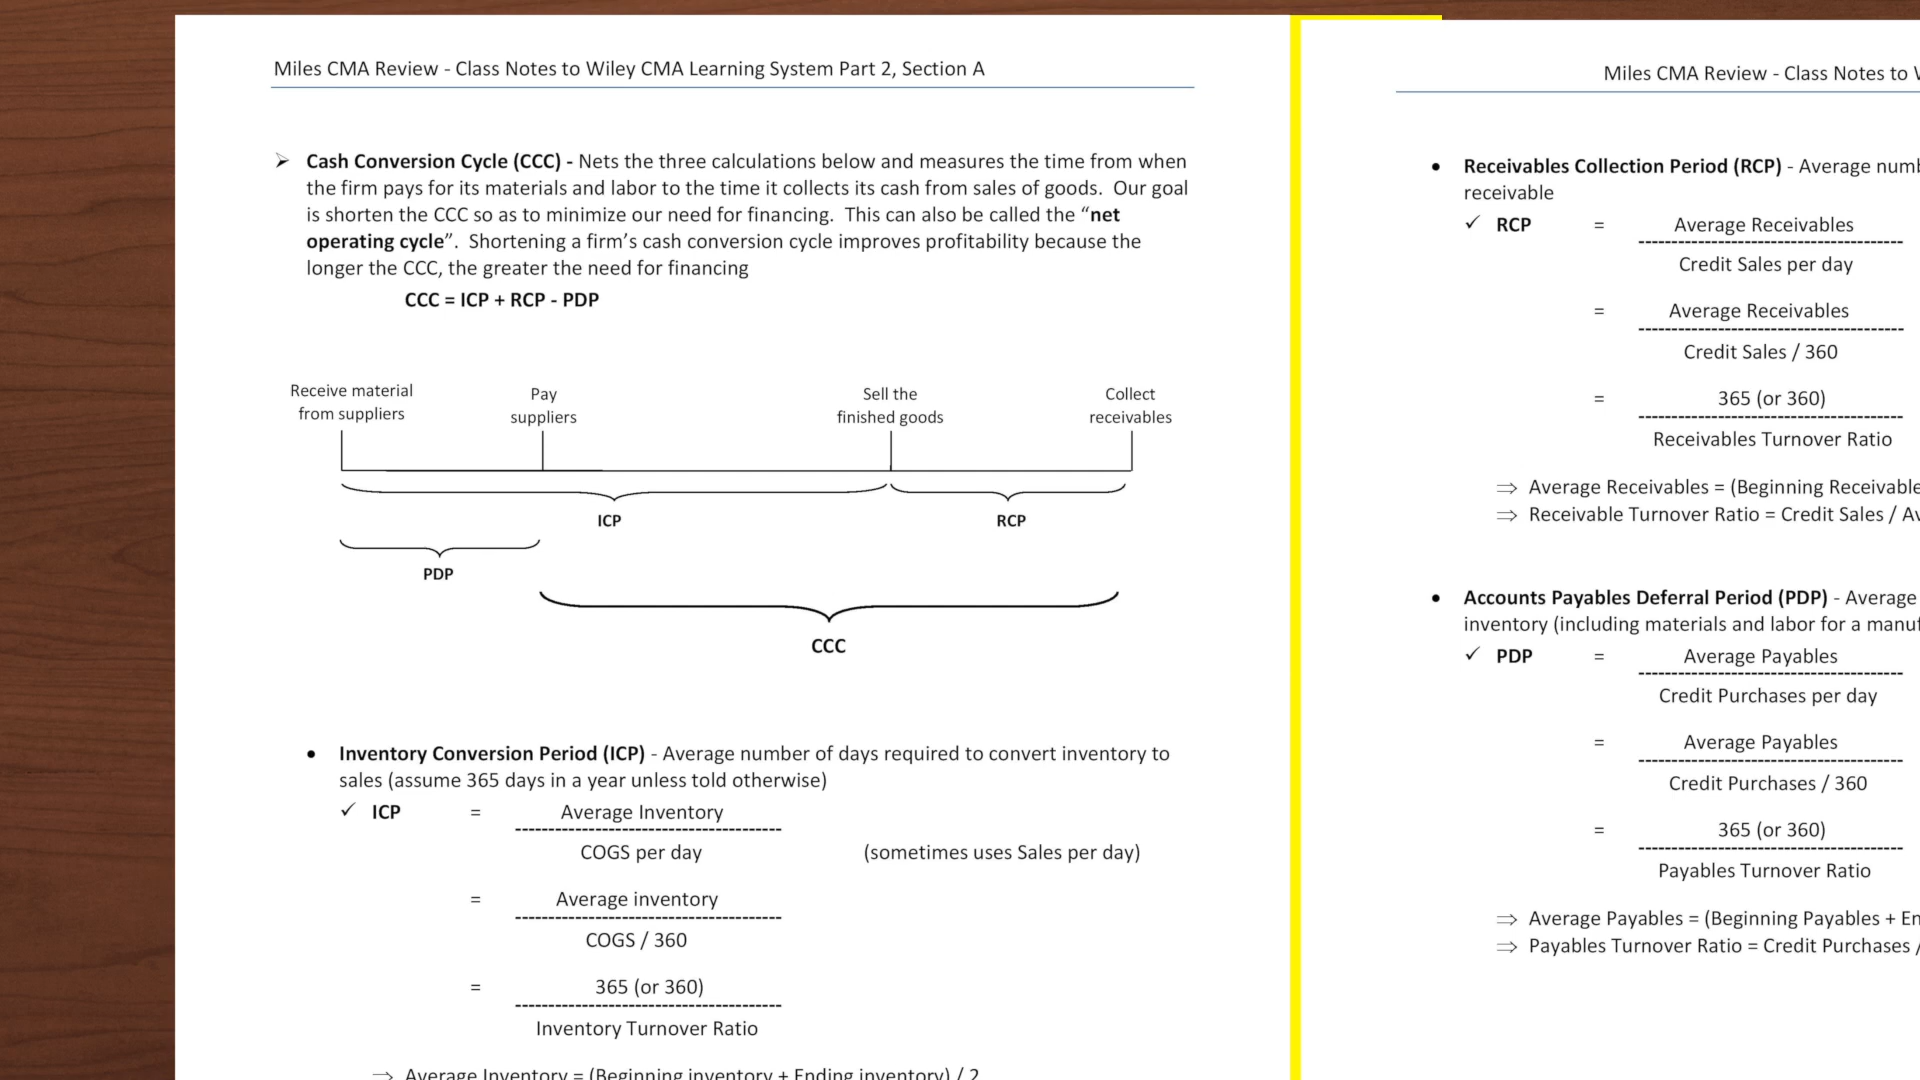 Miles CMA Review - Class Notes to Wiley CMA Learning System Part 2, Section A
Cash Conversion Cycle (CCC) - Nets the three calculations below and measures the time from when
the firm pays for its materials and labor to the time it collects its cash from sales of goods. Our goal
is shorten the CCC so as to minimize our need for financing. This can also be called the “net
operating cycle”. Shortening a firm’s cash conversion cycle improves profitability because the
longer the CCC, the greater the need for financing
CCC = ICP + RCP - PDP
Receive material
from suppliers
Pay
suppliers
Sell the
finished goods
Collect
receivables
ICP
RCP
PDP
CCC
• Inventory Conversion Period (ICP) - Average number of days required to convert inventory to
sales (assume 365 days in a year unless told otherwise)
✓ ICP = Average Inventory
COGS per day (sometimes uses Sales per day)
= Average inventory
COGS / 360
= 365 (or 360)
Inventory Turnover Ratio
⇒ Average Inventory = (Beginning inventory + Ending inventory) / 2
Miles CMA Review - Class Notes to
• Receivables Collection Period (RCP) - Average
receivable
✓ RCP = Average Receivables
Credit Sales per day
= Average Receivables
Credit Sales / 360
= 365 (or 360)
Receivables Turnover Ratio
⇒ Average Receivables = (Beginning
⇒ Receivable Turnover Ratio = Credit Sales /
• Accounts Payables Deferral Period (PDP) - Average
inventory (including materials and labor for a
✓ PDP = Average Payables
Credit Purchases per day
= Average Payables
Credit Purchases / 360
= 365 (or 360)
Payables Turnover Ratio
⇒ Average Payables = (Beginning Payables +
⇒ Payables Turnover Ratio = Credit Purchases /